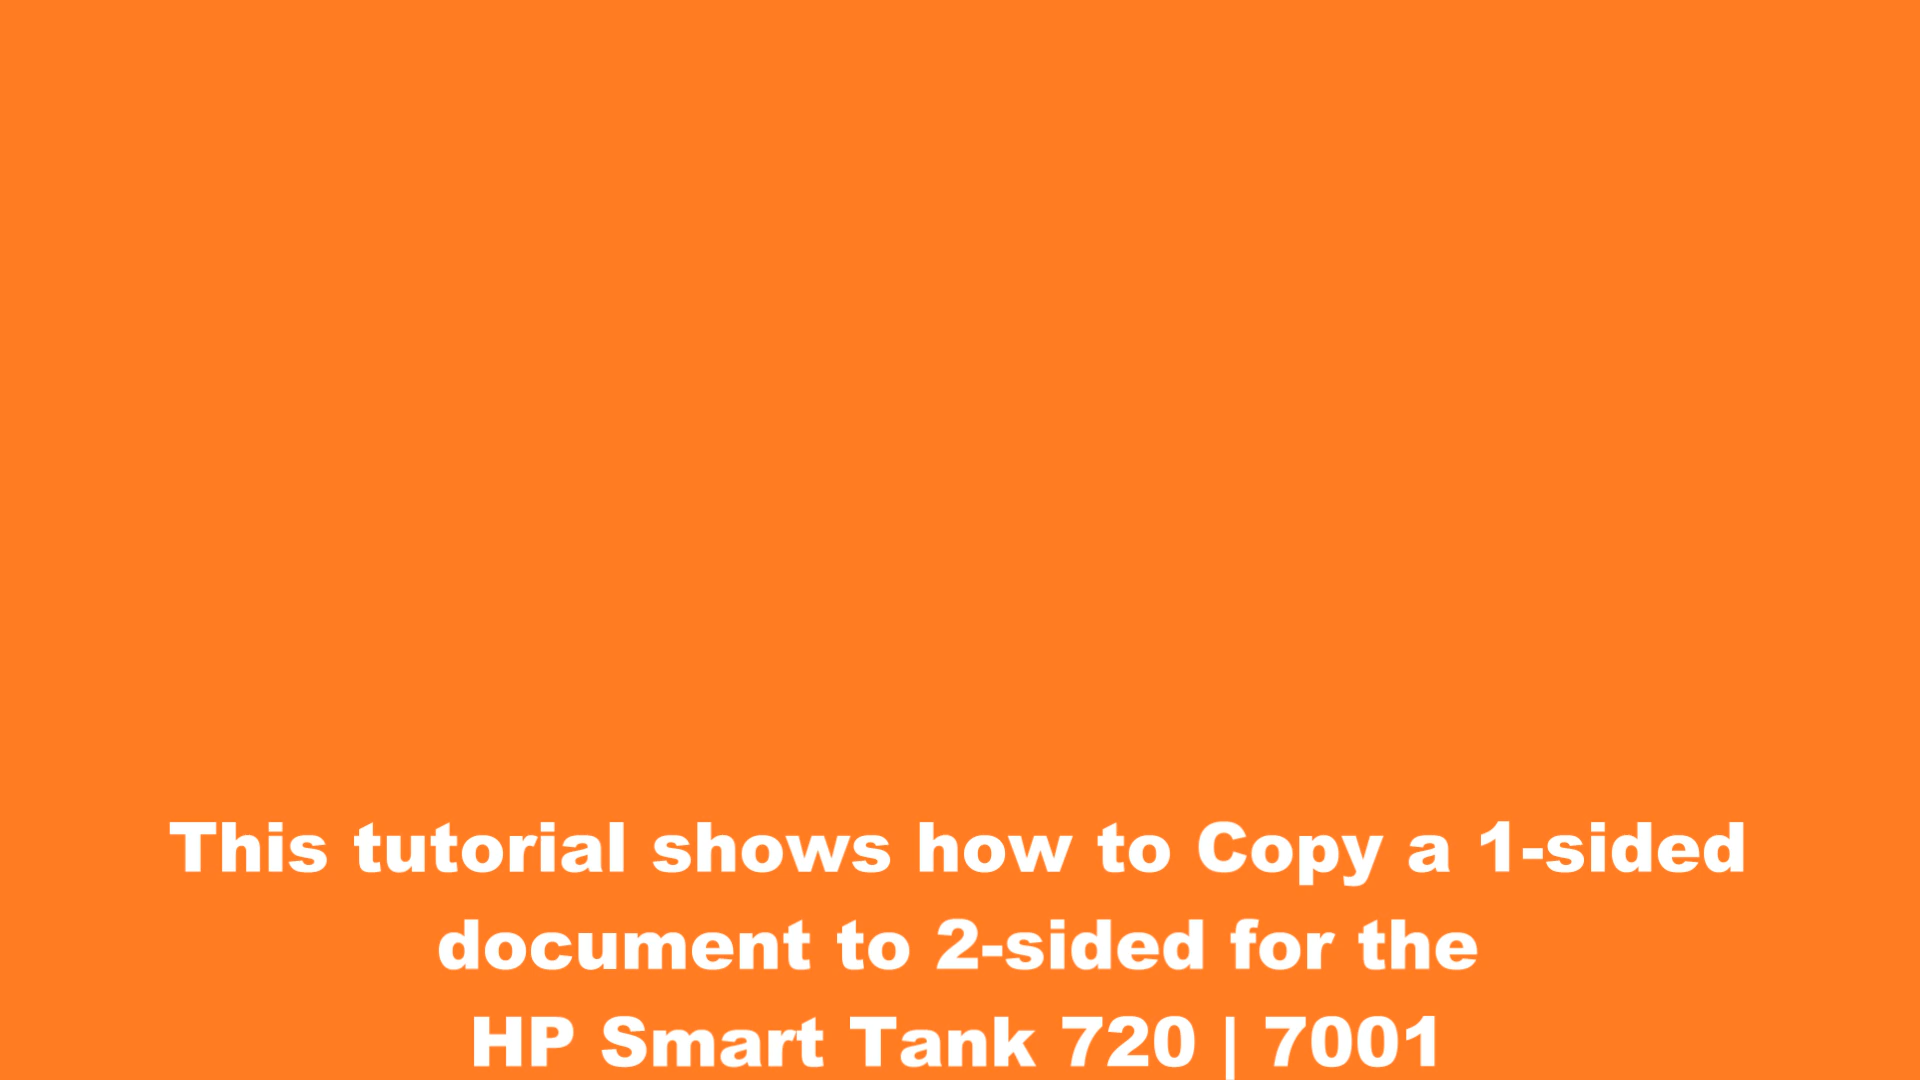 This tutorial shows how to Copy a 1-sided
document to 2-sided for the
HP Smart Tank 720 | 7001